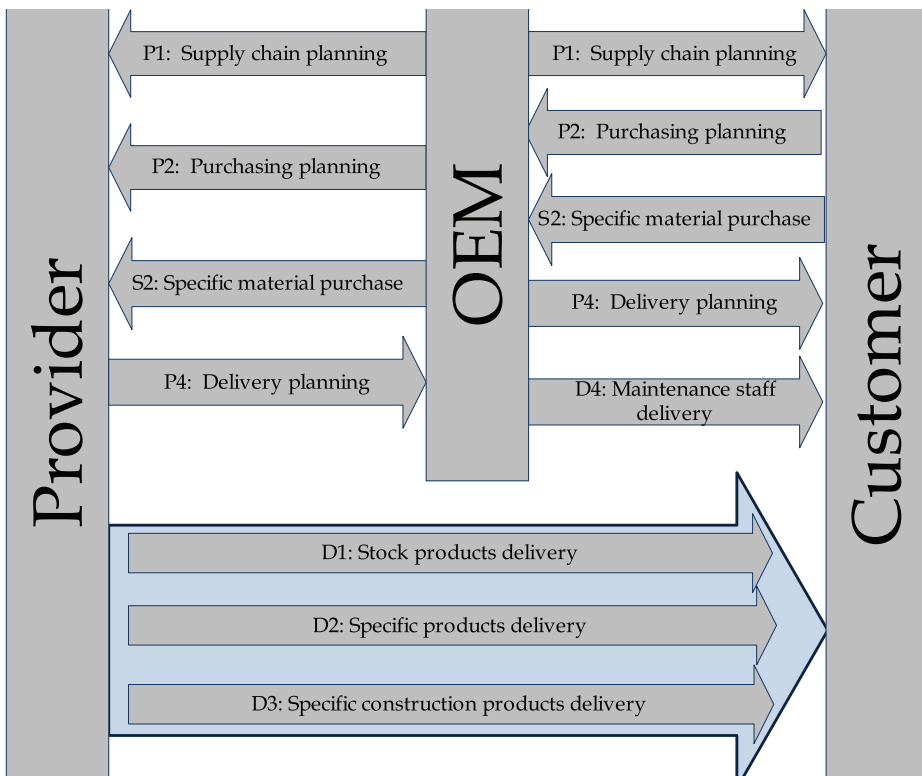 P1:  Supply chain planning
P1:  Supply chain planning
P2:  Purchasing planning
P2:  Purchasing planning
S2: Specific material purchase
S2: Specific material purchase
P4:  Delivery planning
P4:  Delivery planning
D4: Maintenance staff
delivery
Provider
OEM
Customer
D1: Stock products delivery
D2: Specific products delivery
D3: Specific construction products delivery